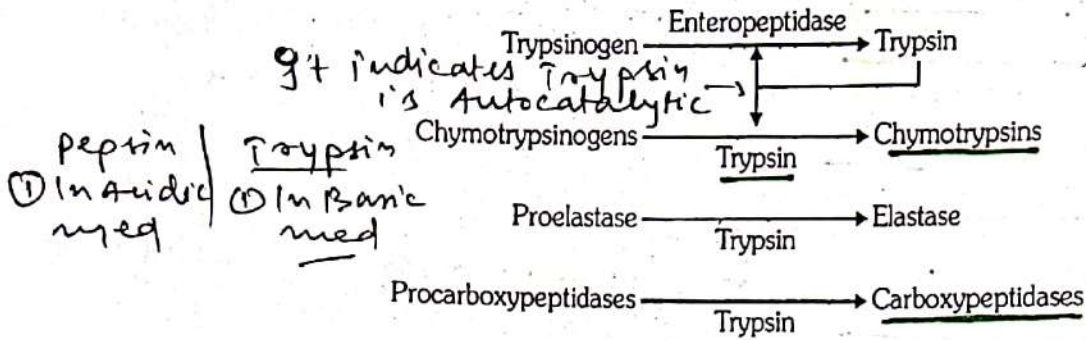 Enteropeptidase
Trypsinogen → Trypsin
It indicates Trypsin →
is Autocatalytic
Chymotrypsinogens → Chymotrypsins
Trypsin
pepsin | Trypsin
① In Acidic ① In Basic
med med
Proelastase → Elastase
Trypsin
Procarboxypeptidases → Carboxypeptidases
Trypsin